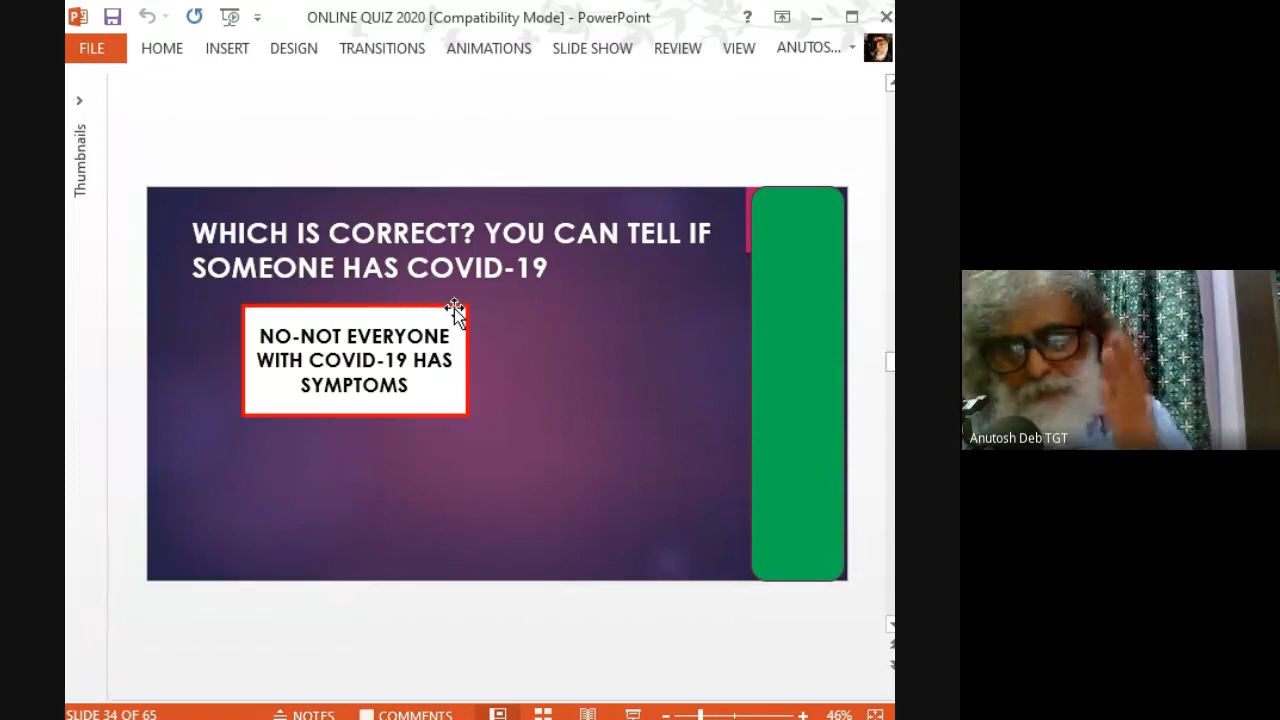 ONLINE QUIZ 2020 [Compatibility Mode] - PowerPoint
?
FILE
HOME
INSERT
DESIGN
TRANSITIONS
ANIMATIONS
SLIDE SHOW
REVIEW
VIEW
ANUTOS...
Thumbnails
WHICH IS CORRECT? YOU CAN TELL IF
SOMEONE HAS COVID-19
NO-NOT EVERYONE
WITH COVID-19 HAS
SYMPTOMS
Anutosh Deb TGT
SLIDE 34 OF 65
NOTES
COMMENTS
46%